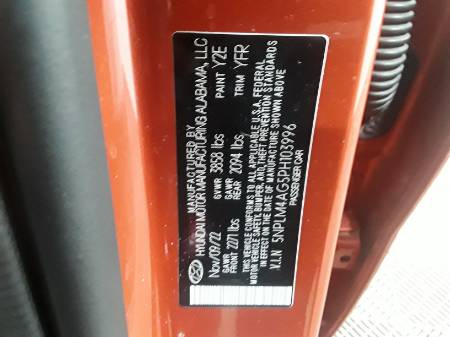 MANUFACTURED BY
HYUNDAI MOTOR MANUFACTURING ALABAMA, LLC
Nov/09/22 PAINT Y2E
GVWR 3858 lbs TRIM YFR
GAWR FRONT 2271 lbs GAWR REAR 2094 lbs
THIS VEHICLE CONFORMS TO ALL APPLICABLE U.S.A. FEDERAL
MOTOR VEHICLE SAFETY, BUMPER, AND THEFT PREVENTION STANDARDS
IN EFFECT ON THE DATE OF MANUFACTURE SHOWN ABOVE
V.I.N 5NPLM4AG5PH103996
PASSENGER CAR